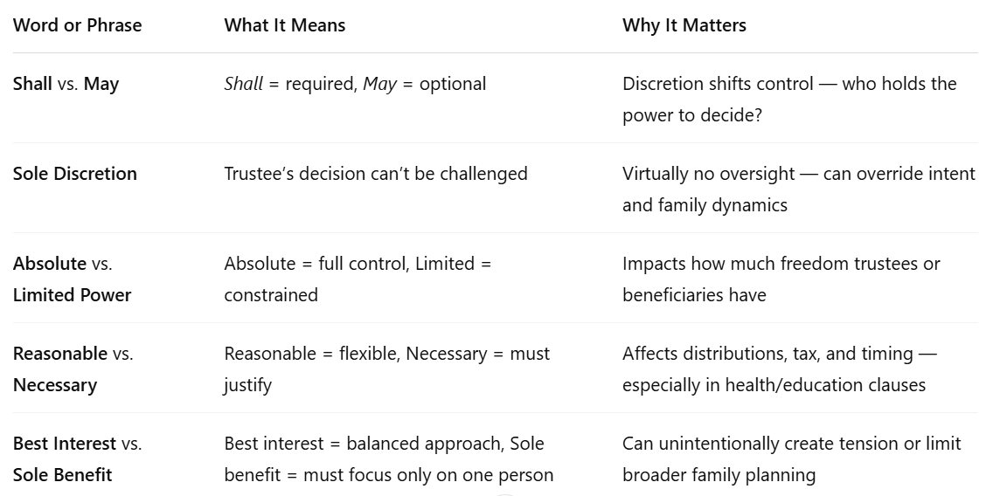 Word or Phrase What It Means Why It Matters
Shall vs. May Shall = required, May = optional Discretion shifts control — who holds the
power to decide?
Sole Discretion Trustee’s decision can’t be challenged Virtually no oversight — can override intent
and family dynamics
Absolute vs. Absolute = full control, Limited = Impacts how much freedom trustees or
Limited Power constrained beneficiaries have
Reasonable vs. Reasonable = flexible, Necessary = must Affects distributions, tax, and timing —
Necessary justify especially in health/education clauses
Best Interest vs. Best interest = balanced approach, Sole Can unintentionally create tension or limit
Sole Benefit benefit = must focus only on one person broader family planning